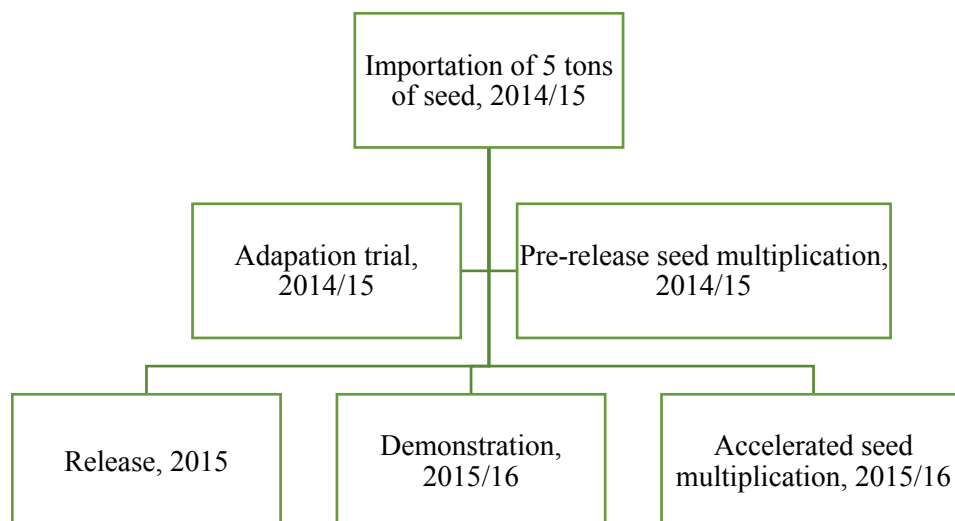 Importation of 5 tons
of seed, 2014/15
Adapation trial,
2014/15
Pre-release seed multiplication,
2014/15
Release, 2015
Demonstration,
2015/16
Accelerated seed
multiplication, 2015/16